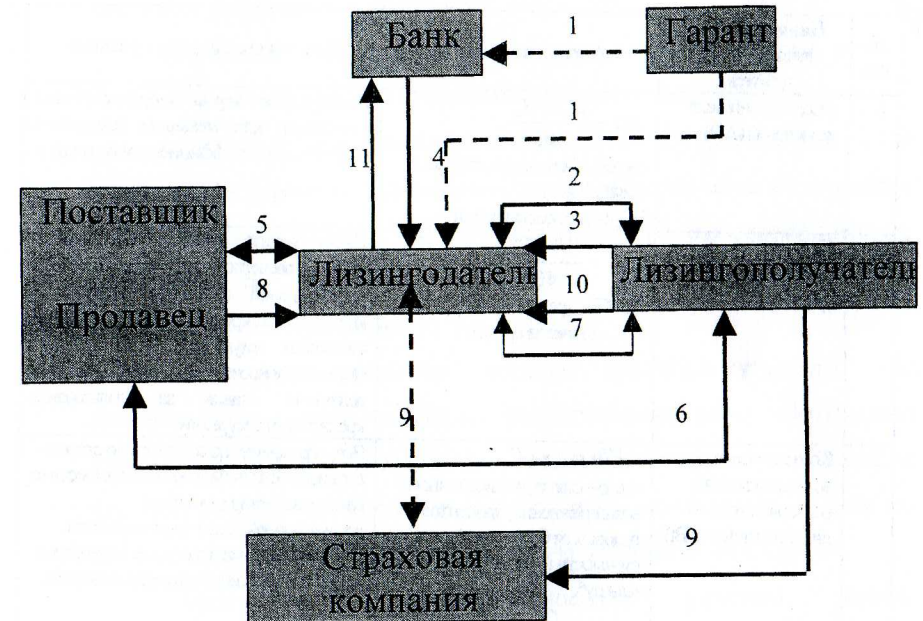 Банк
1
Гарант
1
11
4
2
Поставщик
5
3
Лизингодатель
Лизингополучатель
8
10
Продавец
7
9
6
9
Страховая
компания